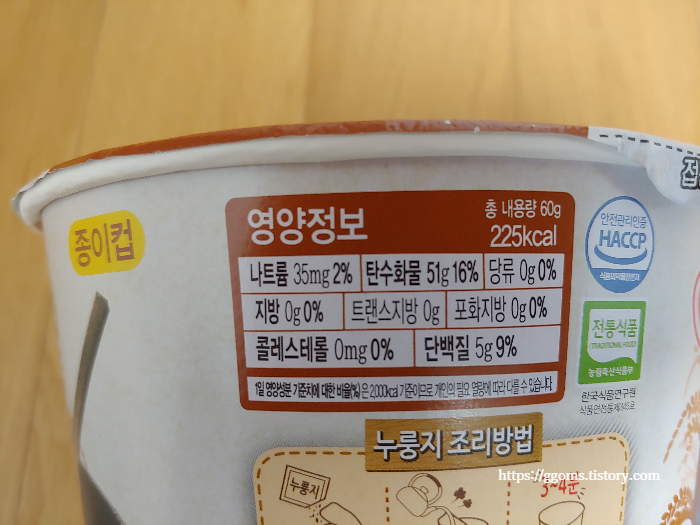 접
종이컵
영양정보
총 내용량 60g
225kcal
나트륨 35mg 2% 탄수화물 51g 16% 당류 0g 0%
지방 0g 0% 트랜스지방 0g 포화지방 0g 0%
콜레스테롤 0mg 0% 단백질 5g 9%
1일 영양성분 기준치에 대한 비율(%)은 2,000kcal 기준이므로 개인의 필요 열량에 따라 다를 수 있습니다.
안전관리인증
HACCP
식품의약품안전처
전통식품
(TRADITIONAL FOOD)
농림축산식품부
한국식품연구원
누룽지 조리방법
누룽지
3~4분
https://ggoms.tistory.com